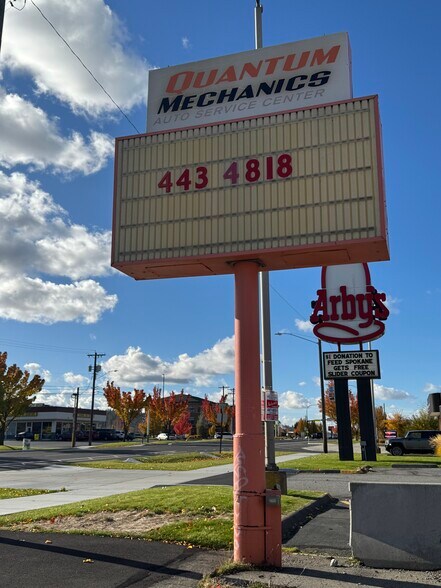 QUANTUM
MECHANICS
AUTO SERVICE CENTER
443 4818
Arby's
$1 DONATION TO
FEED SPOKANE
GETS FREE
SLIDER COUPON